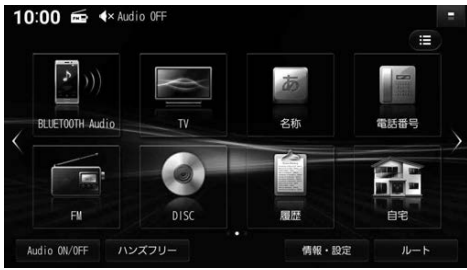 10:00 Audio OFF
BLUETOOTH Audio
TV
名称
電話番号
FM
DISC
履歴
自宅
Audio ON/OFF
ハンズフリー
情報・設定
ルート